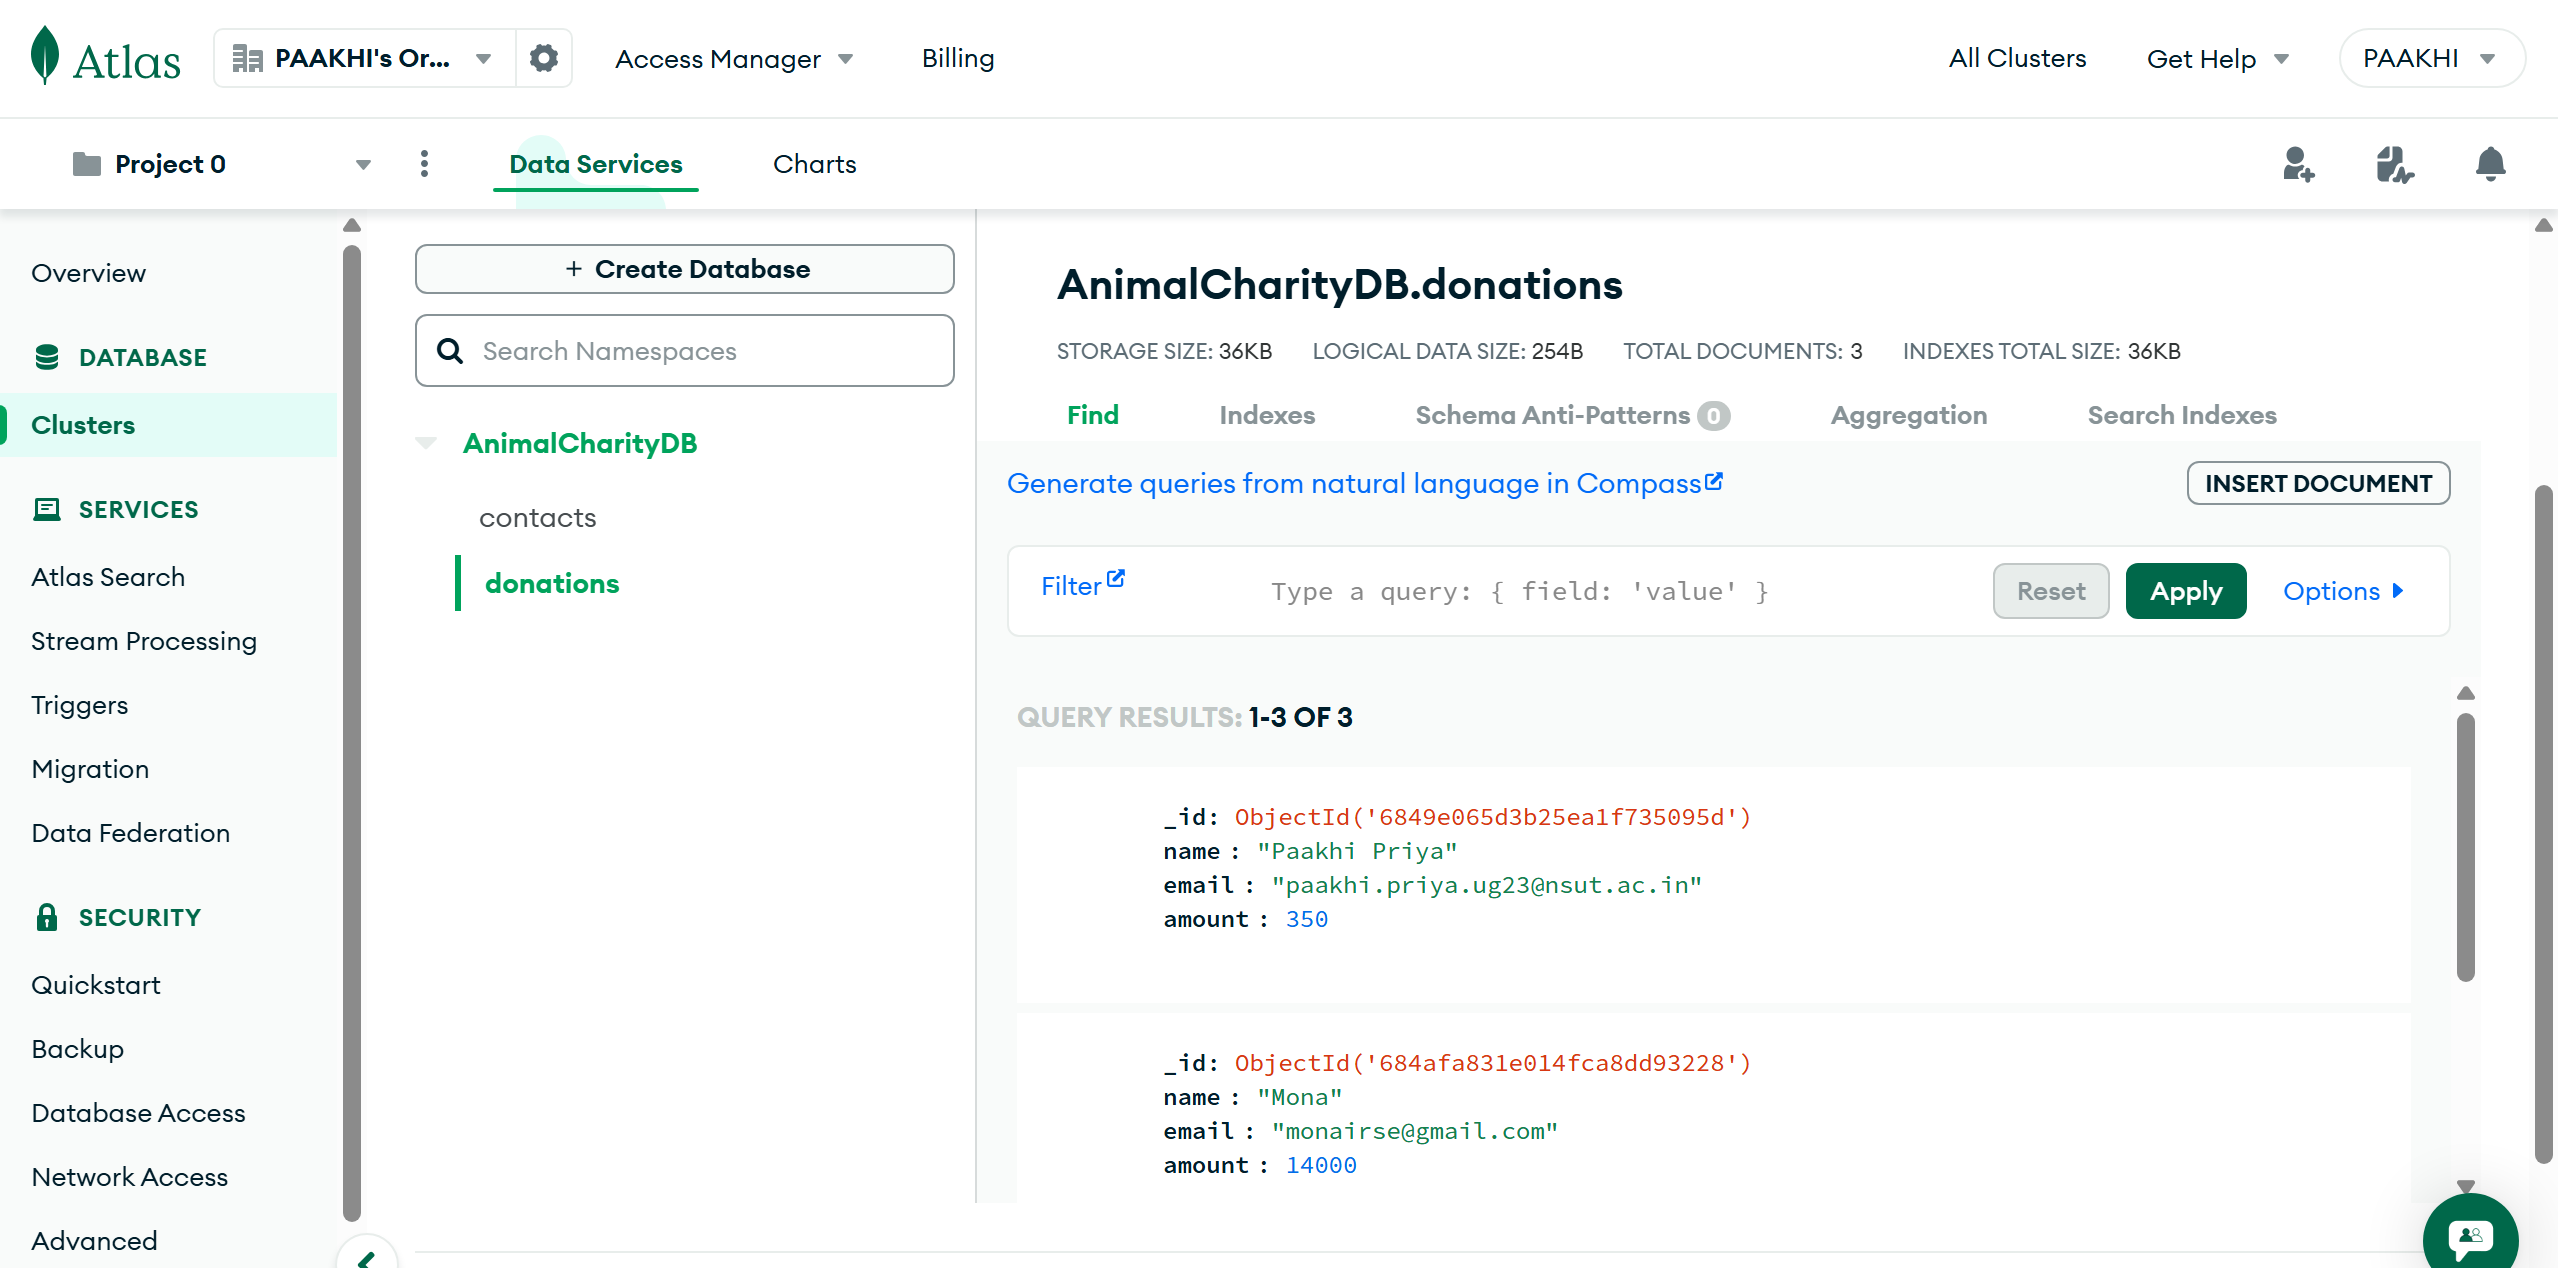 Atlas
PAAKHI's Or...
Access Manager
Billing
All Clusters
Get Help
PAAKHI
Project 0
Data Services
Charts
Overview
DATABASE
Clusters
SERVICES
Atlas Search
Stream Processing
Triggers
Migration
Data Federation
SECURITY
Quickstart
Backup
Database Access
Network Access
Advanced
+ Create Database
Search Namespaces
AnimalCharityDB
contacts
donations
AnimalCharityDB.donations
STORAGE SIZE: 36KB LOGICAL DATA SIZE: 254B TOTAL DOCUMENTS: 3 INDEXES TOTAL SIZE: 36KB
Find Indexes Schema Anti-Patterns 0 Aggregation Search Indexes
Generate queries from natural language in Compass
INSERT DOCUMENT
Filter
Type a query: { field: 'value' }
Reset
Apply
Options
QUERY RESULTS: 1-3 OF 3
_id: ObjectId('6849e065d3b25ea1f735095d')
name : "Paakhi Priya"
email : "paakhi.priya.ug23@nsut.ac.in"
amount : 350
_id: ObjectId('684afa831e014fca8dd93228')
name : "Mona"
email : "monairse@gmail.com"
amount : 14000